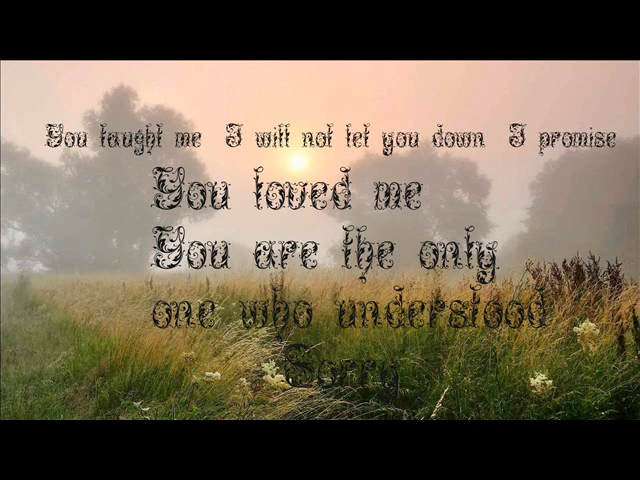 You taught me I will not let you down I promise
You loved me
You are the only
one who understood
Sorry